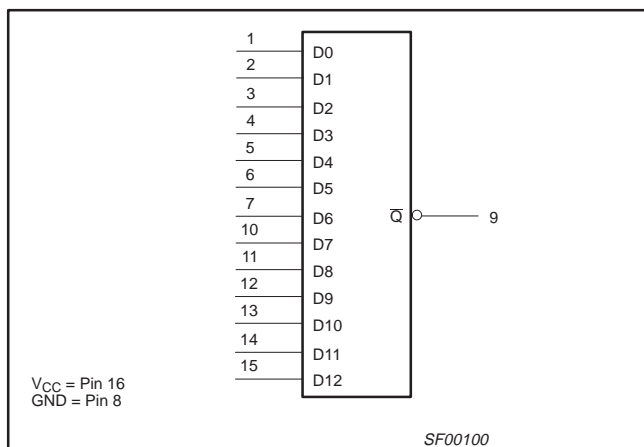 1 D0
2 D1
3 D2
4 D3
5 D4
6 D5
7 D6 Q̅ 9
10 D7
11 D8
12 D9
13 D10
14 D11
15 D12
VCC = Pin 16
GND = Pin 8
SF00100